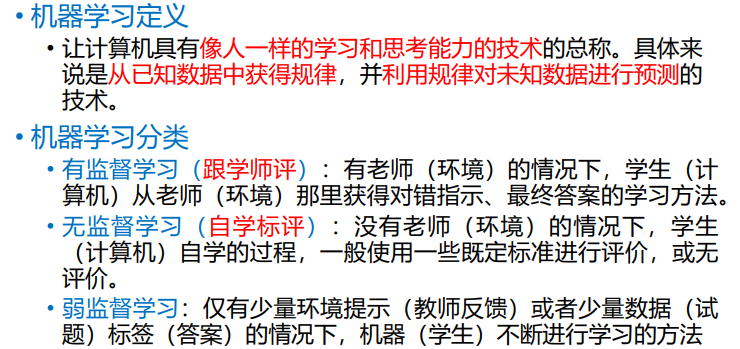 • 机器学习定义
• 让计算机具有像人一样的学习和思考能力的技术的总称。具体来
说是从已知数据中获得规律，并利用规律对未知数据进行预测的
技术。
• 机器学习分类
• 有监督学习（跟学师评）：有老师（环境）的情况下，学生（计
算机）从老师（环境）那里获得对错指示、最终答案的学习方法。
• 无监督学习（自学标评）：没有老师（环境）的情况下，学生
（计算机）自学的过程，一般使用一些既定标准进行评价，或无
评价。
• 弱监督学习：仅有少量环境提示（教师反馈）或者少量数据（试
题）标签（答案）的情况下，机器（学生）不断进行学习的方法